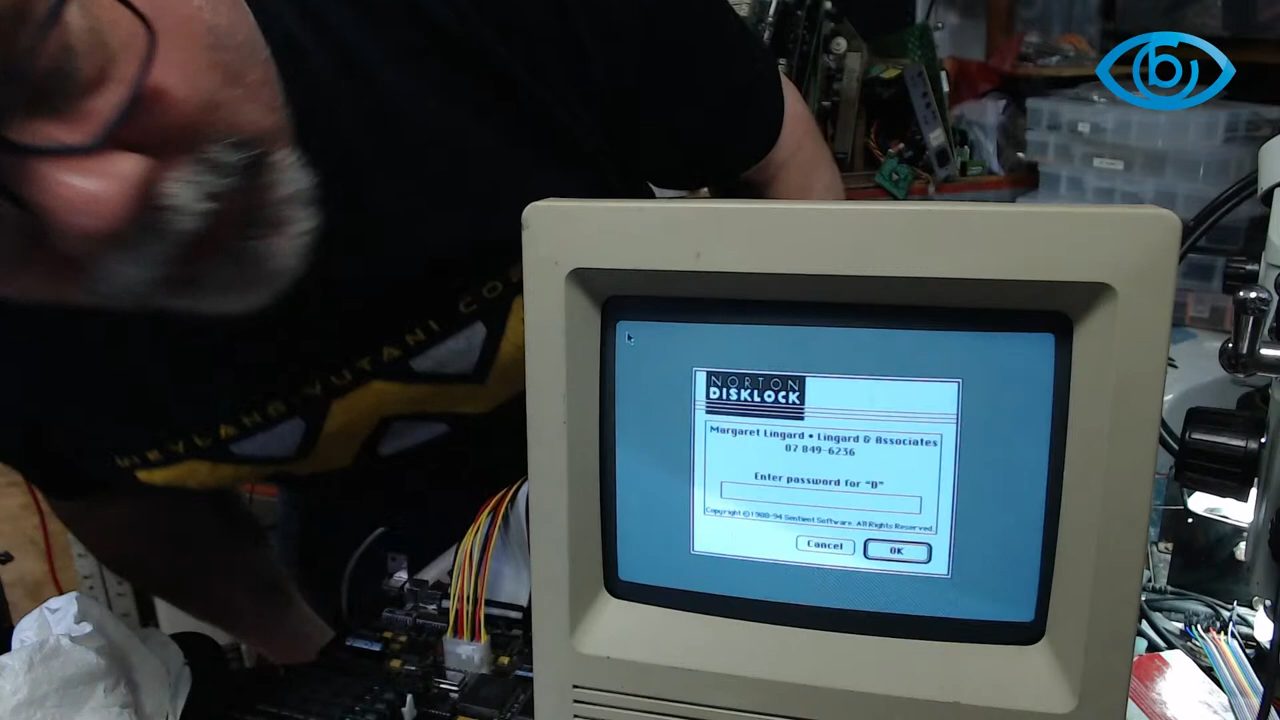 WEYLAND-YUTANI CO
NORTON
DISKLOCK
Margaret Lingard • Lingard & Associates
07 849-6236
Enter password for "D"
Copyright ©1988-94 Sentient Software. All Rights Reserved.
Cancel
OK